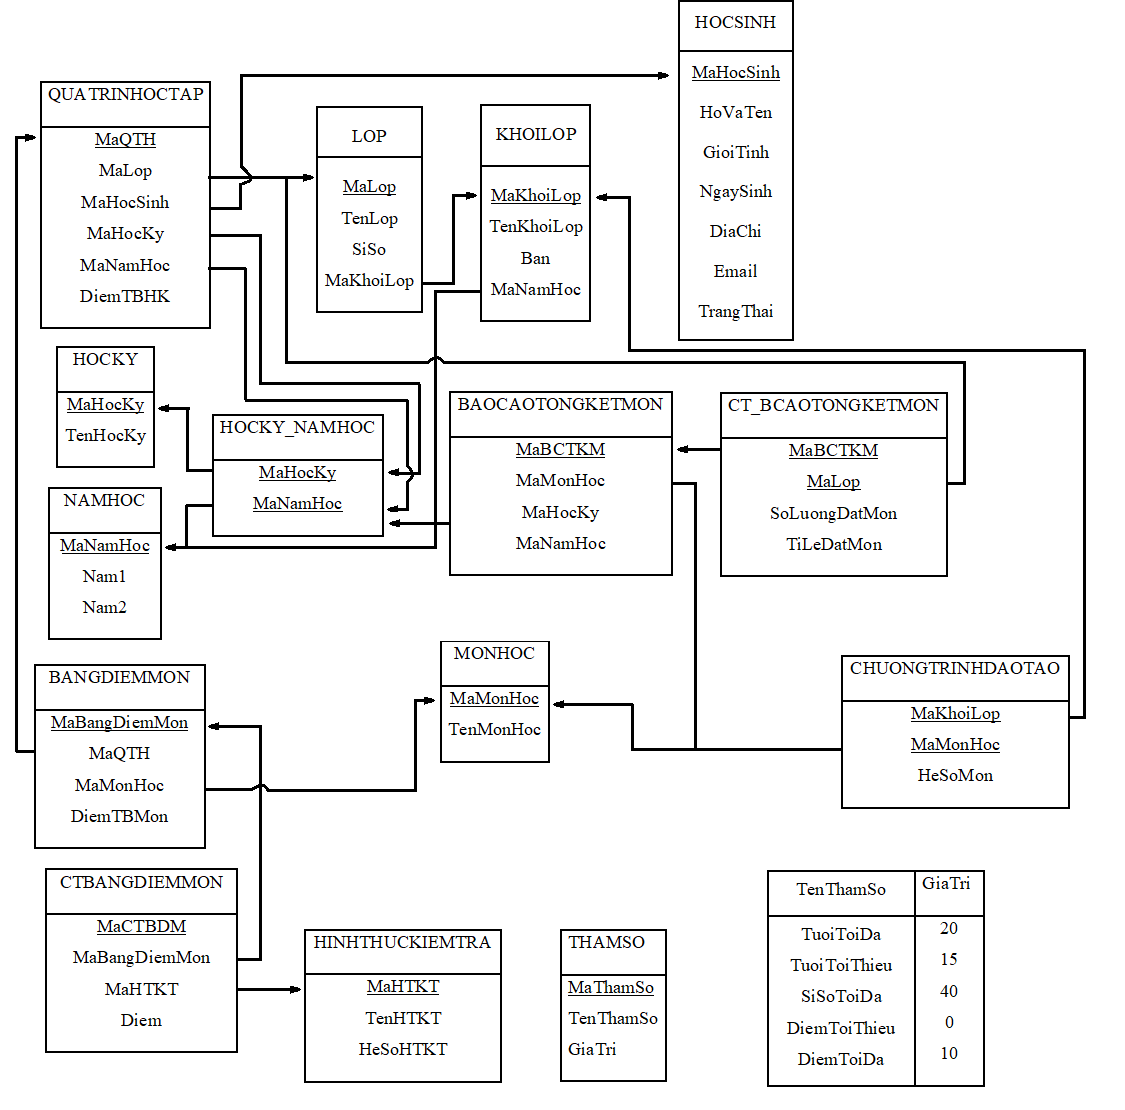 HOCSINH
MaHocSinh
HoVaTen
GioiTinh
NgaySinh
DiaChi
Email
TrangThai
QUATRINHOCTAP
MaQTH
MaLop
MaHocSinh
MaHocKy
MaNamHoc
DiemTBHK
LOP
MaLop
TenLop
SiSo
MaKhoiLop
KHOILOP
MaKhoiLop
TenKhoiLop
Ban
MaNamHoc
HOCKY
MaHocKy
TenHocKy
HOCKY_NAMHOC
MaHocKy
MaNamHoc
BAOCAOTONGKETMON
MaBCTKM
MaMonHoc
MaHocKy
MaNamHoc
CT_BCAOTONGKETMON
MaBCTKM
MaLop
SoLuongDatMon
TiLeDatMon
NAMHOC
MaNamHoc
Nam1
Nam2
BANGDIEMMON
MaBangDiemMon
MaQTH
MaMonHoc
DiemTBMon
MONHOC
MaMonHoc
TenMonHoc
CHUONGTRINHDAOTAO
MaKhoiLop
MaMonHoc
HeSoMon
CTBANGDIEMMON
MaCTBDM
MaBangDiemMon
MaHTKT
Diem
HINHTHUCKIEMTRA
MaHTKT
TenHTKT
HeSoHTKT
THAMSO
MaThamSo
TenThamSo
GiaTri
TenThamSo GiaTri
TuoiToiDa 20
TuoiToiThieu 15
SiSoToiDa 40
DiemToiThieu 0
DiemToiDa 10